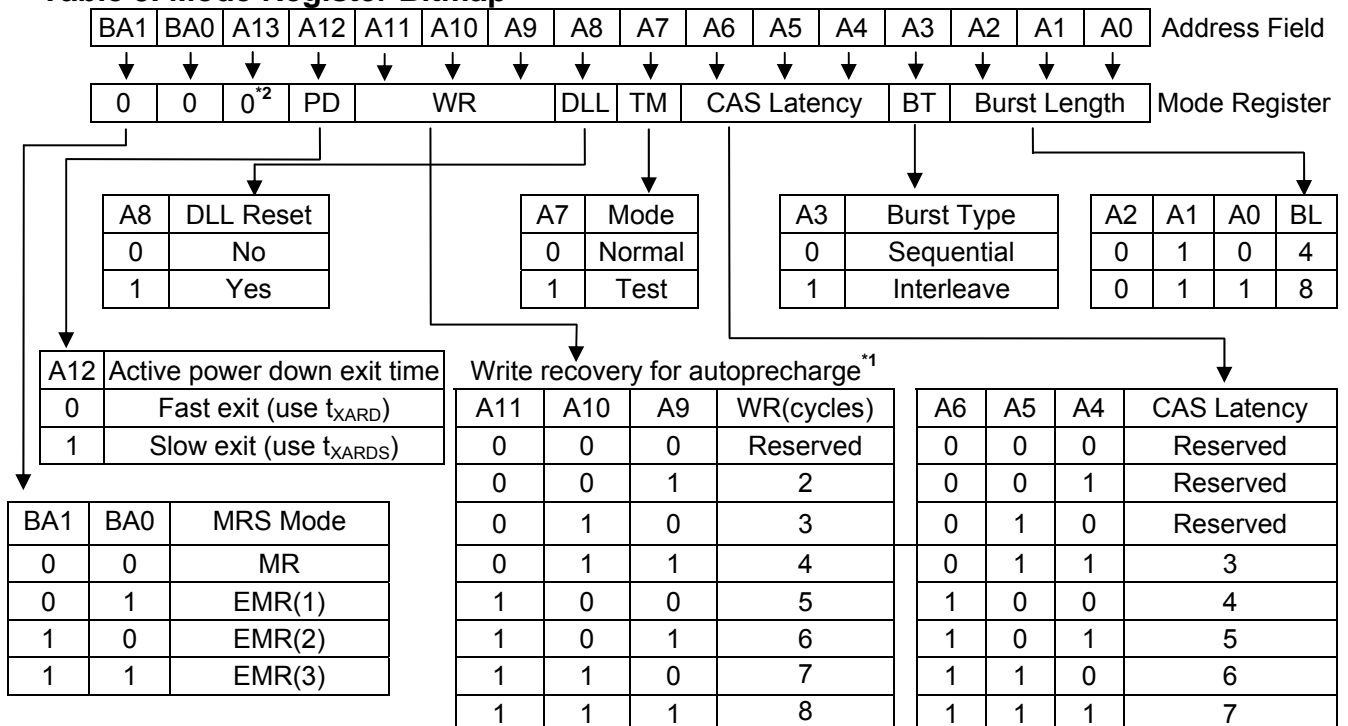 BA1 BA0 A13 A12 A11 A10 A9 A8 A7 A6 A5 A4 A3 A2 A1 A0 Address Field
0 0 0*2 PD WR DLL TM CAS Latency BT Burst Length Mode Register
A8 DLL Reset
0 No
1 Yes
A7 Mode
0 Normal
1 Test
A3 Burst Type
0 Sequential
1 Interleave
A2 A1 A0 BL
0 1 0 4
0 1 1 8
A12 Active power down exit time
0 Fast exit (use tXARD)
1 Slow exit (use tXARDS)
BA1 BA0 MRS Mode
0 0 MR
0 1 EMR(1)
1 0 EMR(2)
1 1 EMR(3)
Write recovery for autoprecharge*1
A11 A10 A9 WR(cycles)
0 0 0 Reserved
0 0 1 2
0 1 0 3
0 1 1 4
1 0 0 5
1 0 1 6
1 1 0 7
1 1 1 8
A6 A5 A4 CAS Latency
0 0 0 Reserved
0 0 1 Reserved
0 1 0 Reserved
0 1 1 3
1 0 0 4
1 0 1 5
1 1 0 6
1 1 1 7